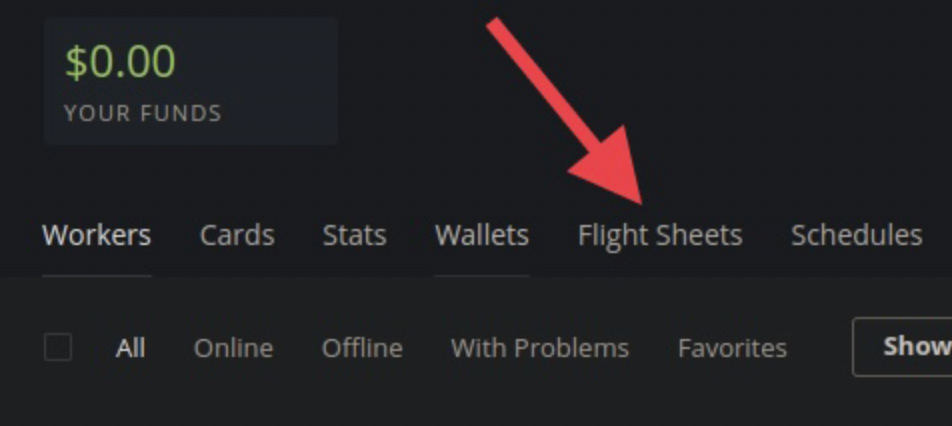 $0.00
YOUR FUNDS
Workers Cards Stats Wallets Flight Sheets Schedules
All Online Offline With Problems Favorites Show